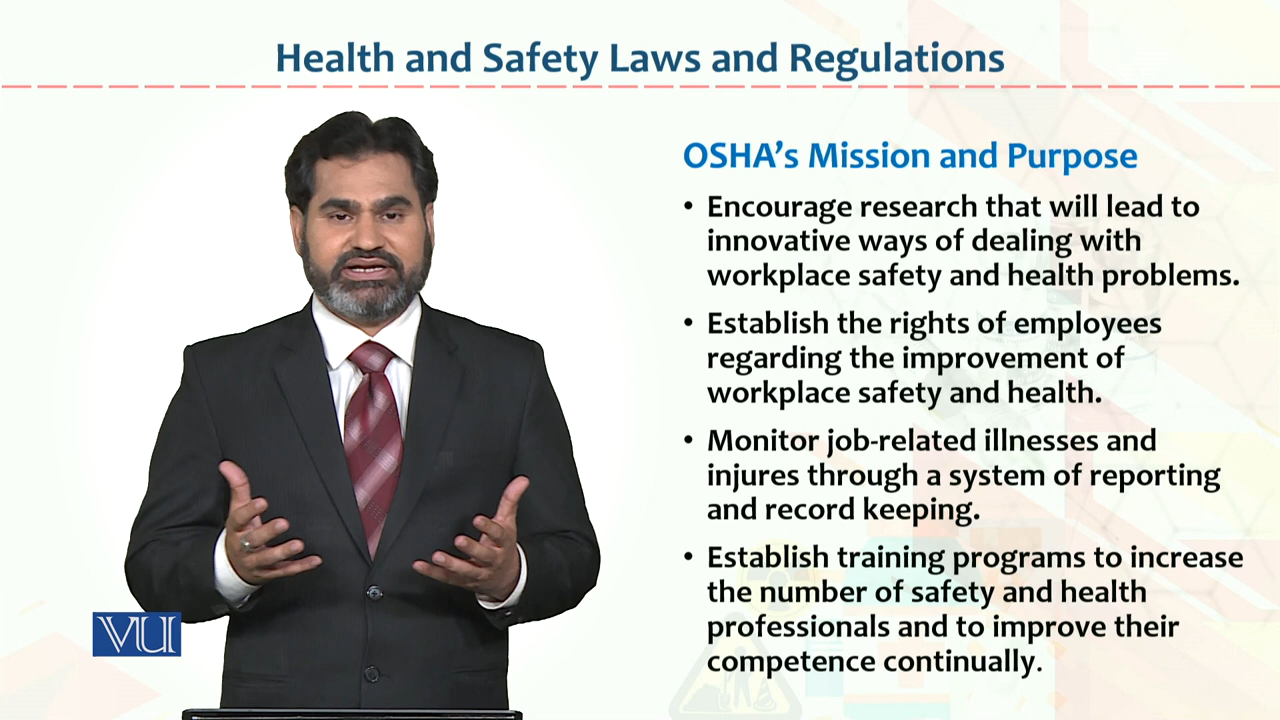 Health and Safety Laws and Regulations
OSHA's Mission and Purpose
• Encourage research that will lead to
innovative ways of dealing with
workplace safety and health problems.
• Establish the rights of employees
regarding the improvement of
workplace safety and health.
• Monitor job-related illnesses and
injures through a system of reporting
and record keeping.
• Establish training programs to increase
the number of safety and health
professionals and to improve their
competence continually.
VU